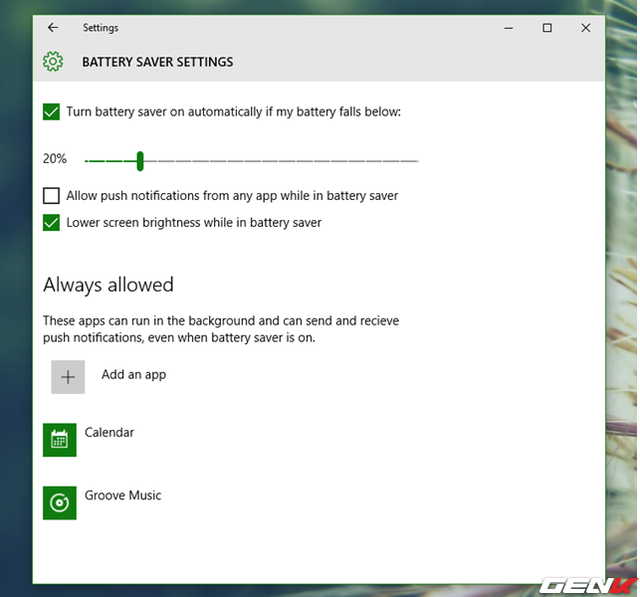 Settings
BATTERY SAVER SETTINGS
Turn battery saver on automatically if my battery falls below:
20%
Allow push notifications from any app while in battery saver
Lower screen brightness while in battery saver
Always allowed
These apps can run in the background and can send and recieve
push notifications, even when battery saver is on.
Add an app
Calendar
Groove Music
GENK